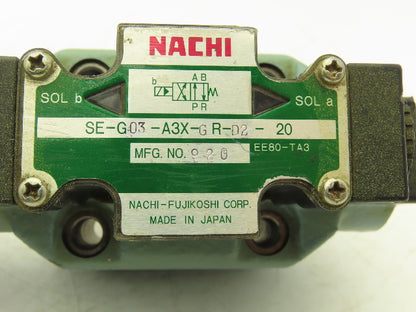 NACHI
b A B
P R
SOL b SOL a
SE-G03-A3X-GR-D2-20
MFG. NO. 920 EE80-TA3
NACHI-FUJIKOSHI CORP.
MADE IN JAPAN